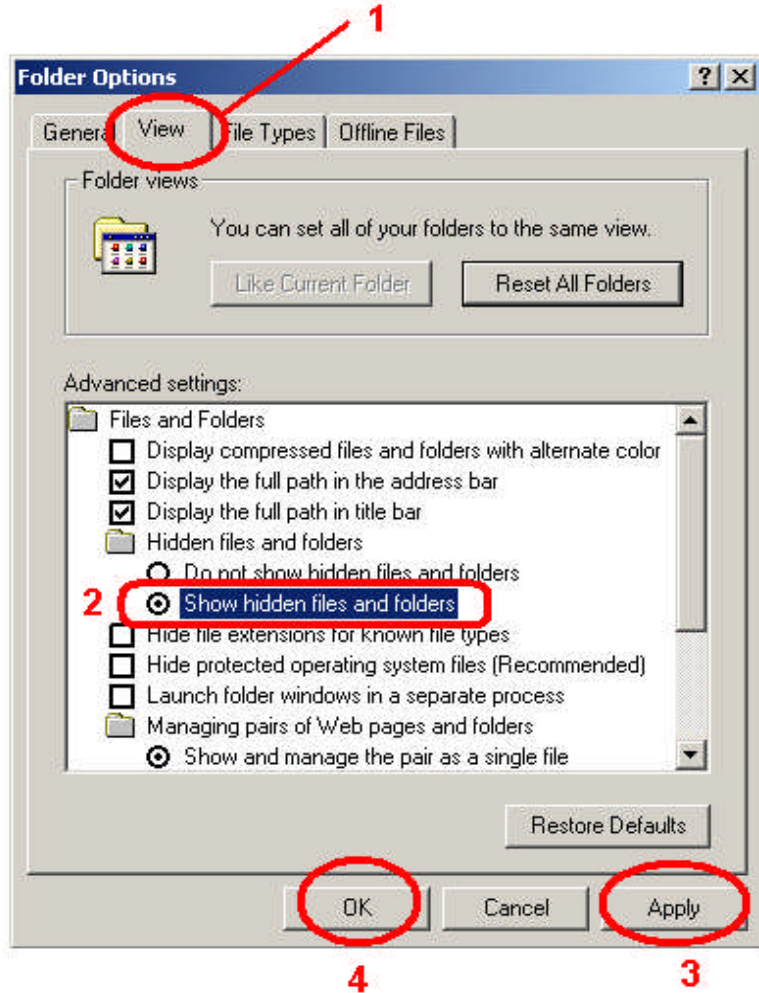 1
Folder Options
General View File Types Offline Files
Folder views
You can set all of your folders to the same view.
Like Current Folder Reset All Folders
Advanced settings:
Files and Folders
Display compressed files and folders with alternate color
Display the full path in the address bar
Display the full path in title bar
Hidden files and folders
Do not show hidden files and folders
2 Show hidden files and folders
Hide file extensions for known file types
Hide protected operating system files (Recommended)
Launch folder windows in a separate process
Managing pairs of Web pages and folders
Show and manage the pair as a single file
Restore Defaults
OK Cancel Apply
4 3